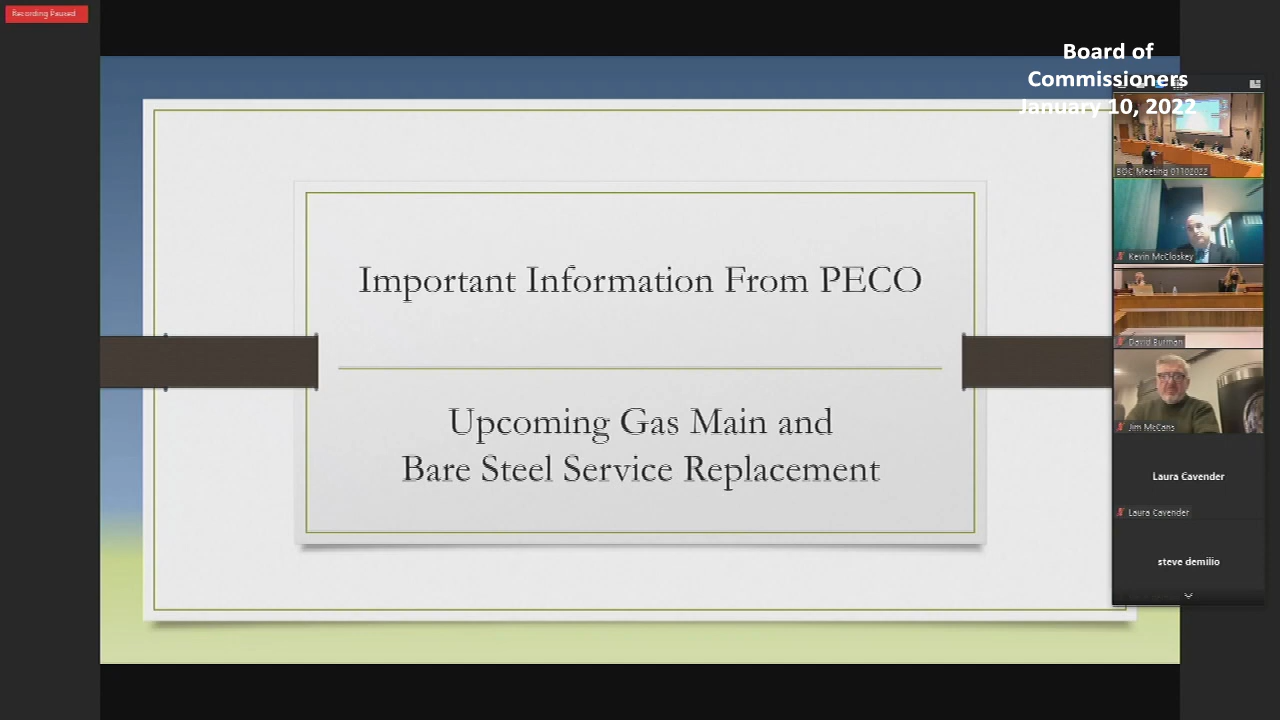 Recording Paused
Board of
Commissioners
January 10, 2022
Important Information From PECO
Upcoming Gas Main and
Bare Steel Service Replacement
BOC Meeting 01102022
Kevin McCloskey
David Burman
Jim McCans
Laura Cavender
Laura Cavender
steve demilio